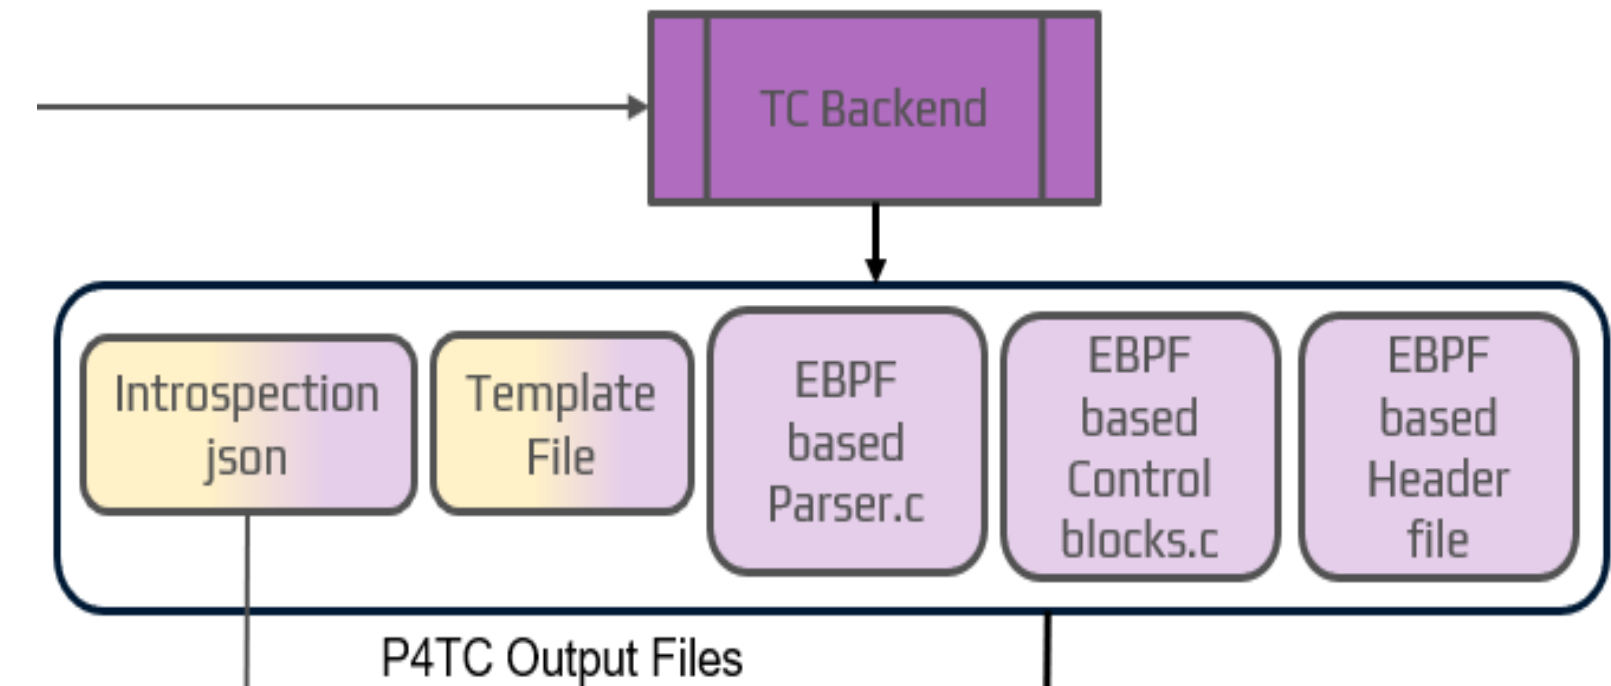 TC Backend
Introspection
json
Template
File
EBPF
based
Parser.c
EBPF
based
Control
blocks.c
EBPF
based
Header
file
P4TC Output Files